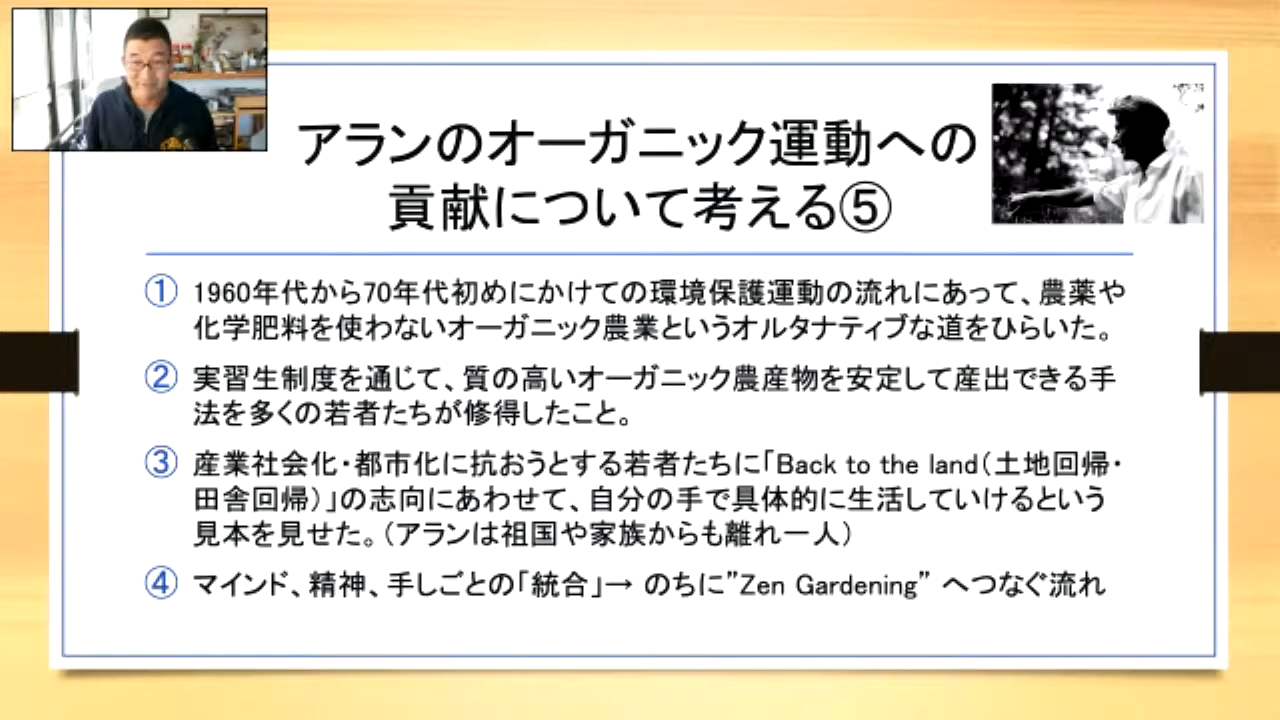 アランのオーガニック運動への
貢献について考える⑤
① 1960年代から70年代初めにかけての環境保護運動の流れにあって、農薬や
化学肥料を使わないオーガニック農業というオルタナティブな道をひらいた。
② 実習生制度を通じて、質の高いオーガニック農産物を安定して産出できる手
法を多くの若者たちが修得したこと。
③ 産業社会化・都市化に抗おうとする若者たちに「Back to the land（土地回帰・
田舎回帰）」の志向にあわせて、自分の手で具体的に生活していけるという
見本を見せた。（アランは祖国や家族からも離れ一人）
④ マインド、精神、手しごとの「統合」→ のちに”Zen Gardening” へつなぐ流れ